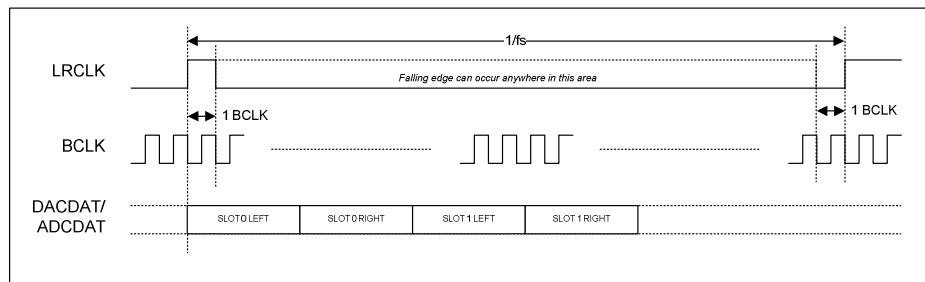 1/fs
LRCLK
Falling edge can occur anywhere in this area
1 BCLK
1 BCLK
BCLK
DACDAT/
ADCDAT
SLOT 0 LEFT
SLOT 0 RIGHT
SLOT 1 LEFT
SLOT 1 RIGHT